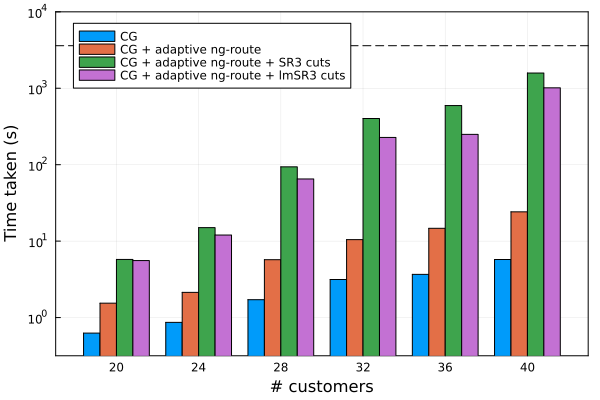 10^4
10^3
10^2
10^1
10^0
Time taken (s)
CG
CG + adaptive ng-route
CG + adaptive ng-route + SR3 cuts
CG + adaptive ng-route + lmSR3 cuts
20 24 28 32 36 40
# customers